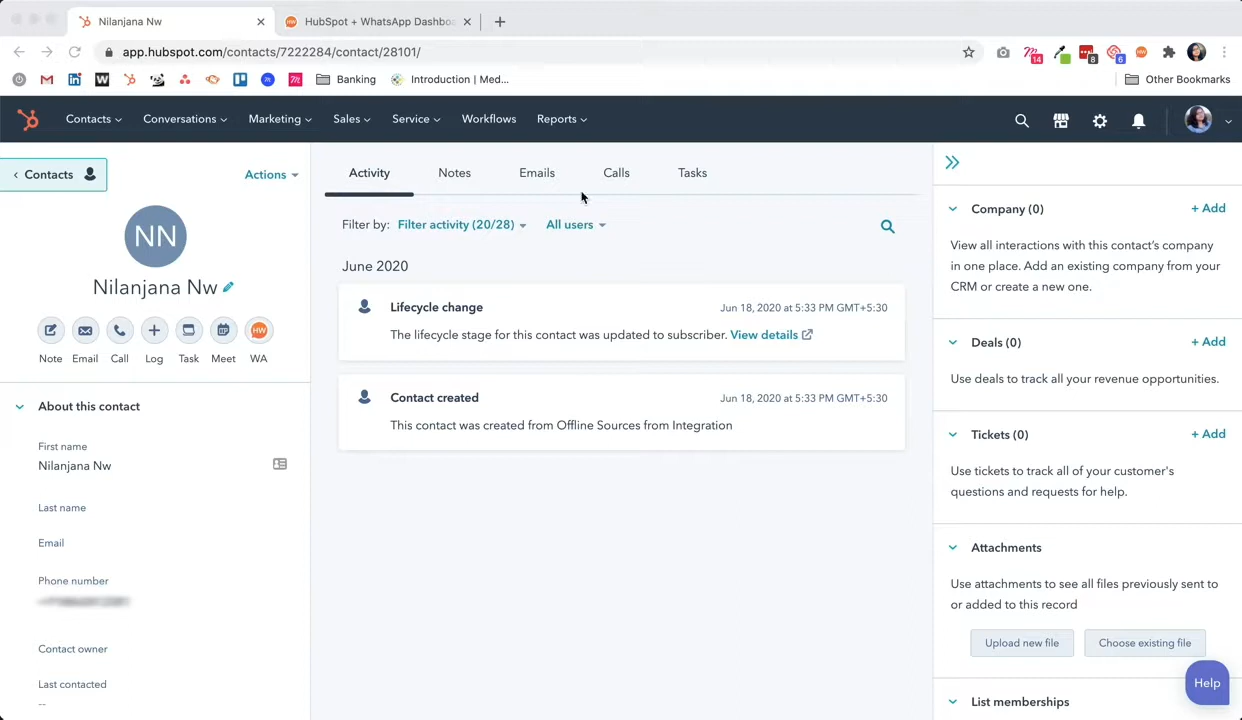 Nilanjana Nw
HubSpot + WhatsApp Dashbo
app.hubspot.com/contacts/7222284/contact/28101/
14
8
6
HW
Banking
Introduction | Med...
Other Bookmarks
Contacts
Conversations
Marketing
Sales
Service
Workflows
Reports
Contacts
Actions
NN
Nilanjana Nw
HW
Note Email Call Log Task Meet WA
About this contact
First name
Nilanjana Nw
Last name
Email
Phone number
Contact owner
Last contacted
--
Activity
Notes
Emails
Calls
Tasks
Filter by: Filter activity (20/28) All users
June 2020
Lifecycle change
Jun 18, 2020 at 5:33 PM GMT+5:30
The lifecycle stage for this contact was updated to subscriber. View details
Contact created
Jun 18, 2020 at 5:33 PM GMT+5:30
This contact was created from Offline Sources from Integration
Company (0)
+ Add
View all interactions with this contact's company
in one place. Add an existing company from your
CRM or create a new one.
Deals (0)
+ Add
Use deals to track all your revenue opportunities.
Tickets (0)
+ Add
Use tickets to track all of your customer's
questions and requests for help.
Attachments
Use attachments to see all files previously sent to
or added to this record
Upload new file
Choose existing file
List memberships
Help